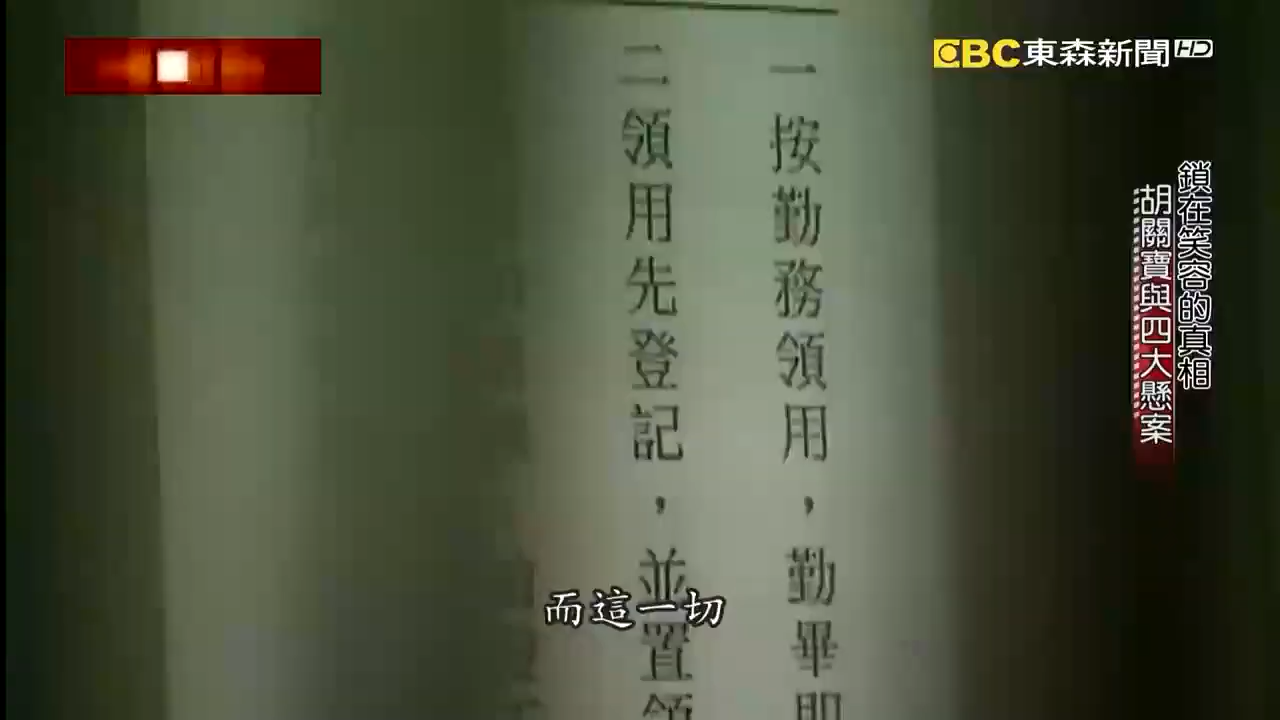 EBC東森新聞HD
鎖在笑容的真相
胡關寶與四大懸案
一按勤務領用，勤畢即
二領用先登記，並置領
而這一切